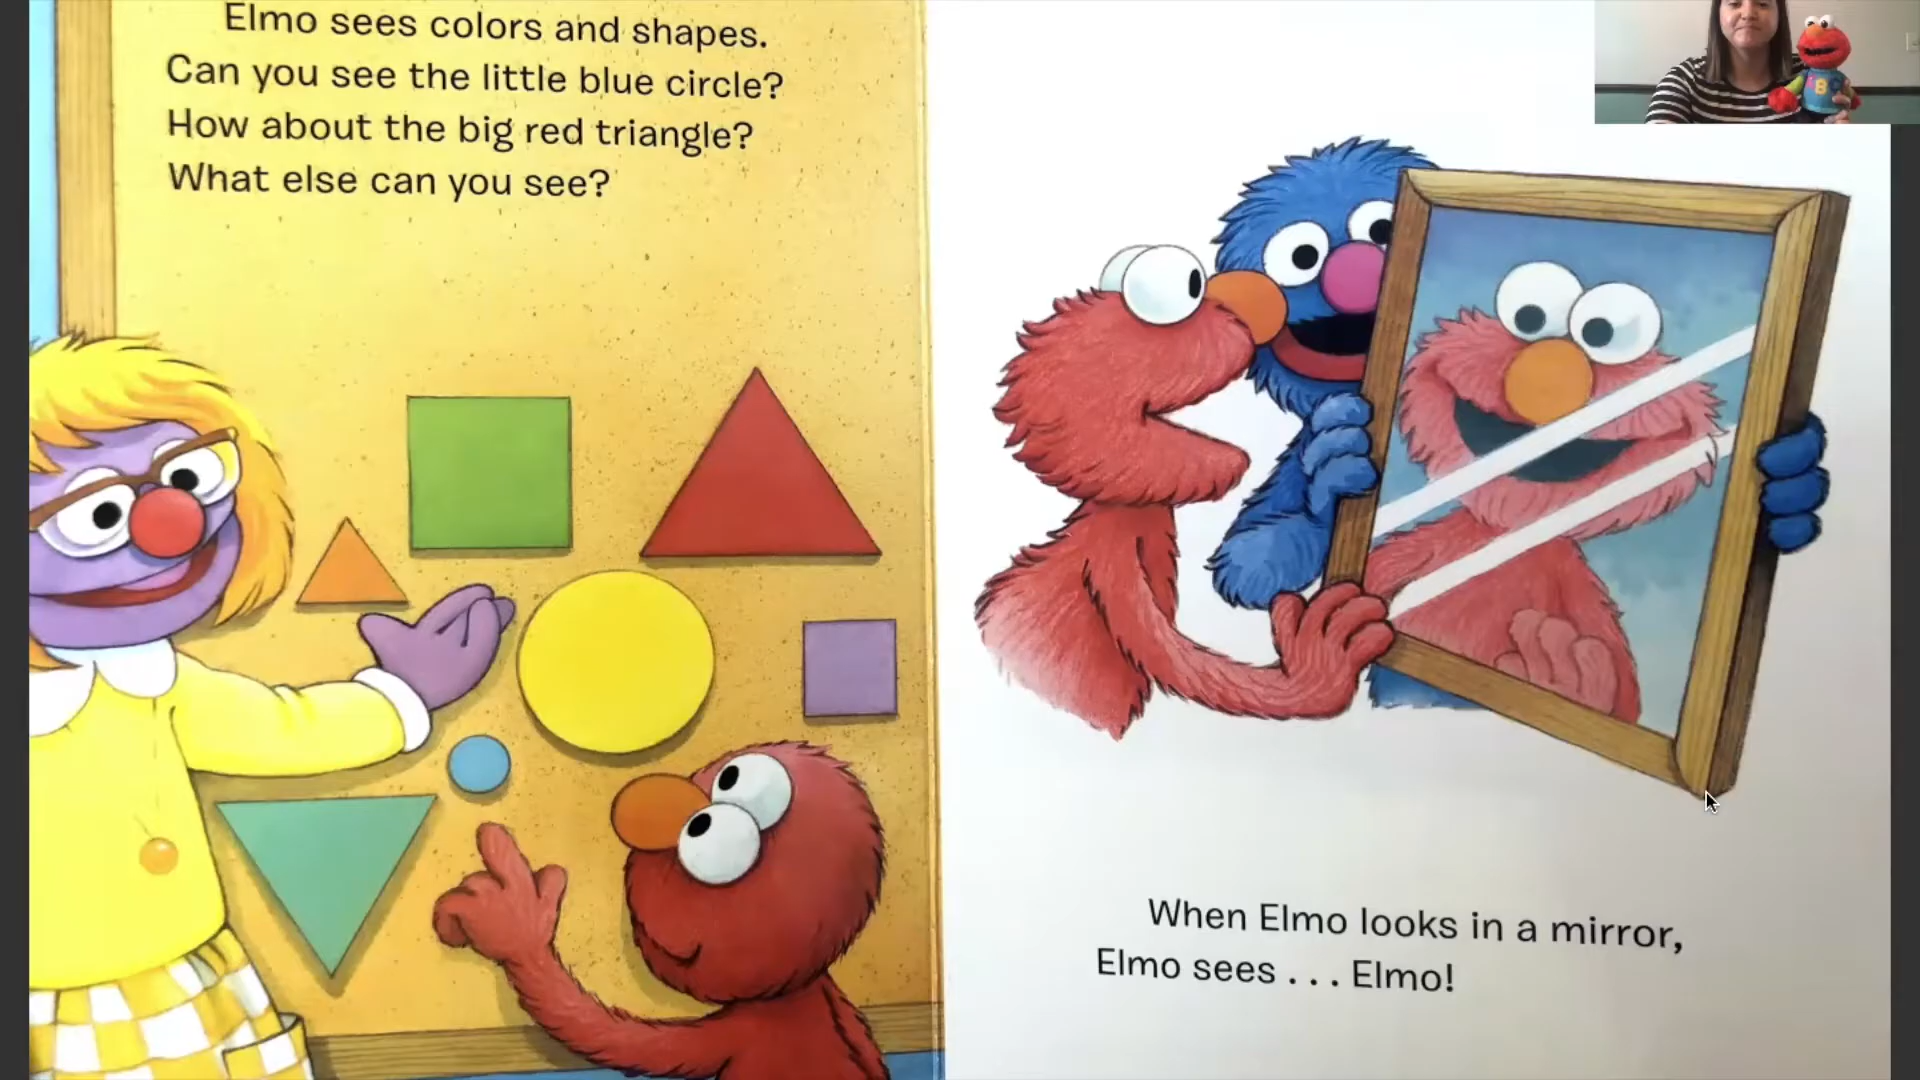 Elmo sees colors and shapes.
Can you see the little blue circle?
How about the big red triangle?
What else can you see?
When Elmo looks in a mirror,
Elmo sees . . . Elmo!